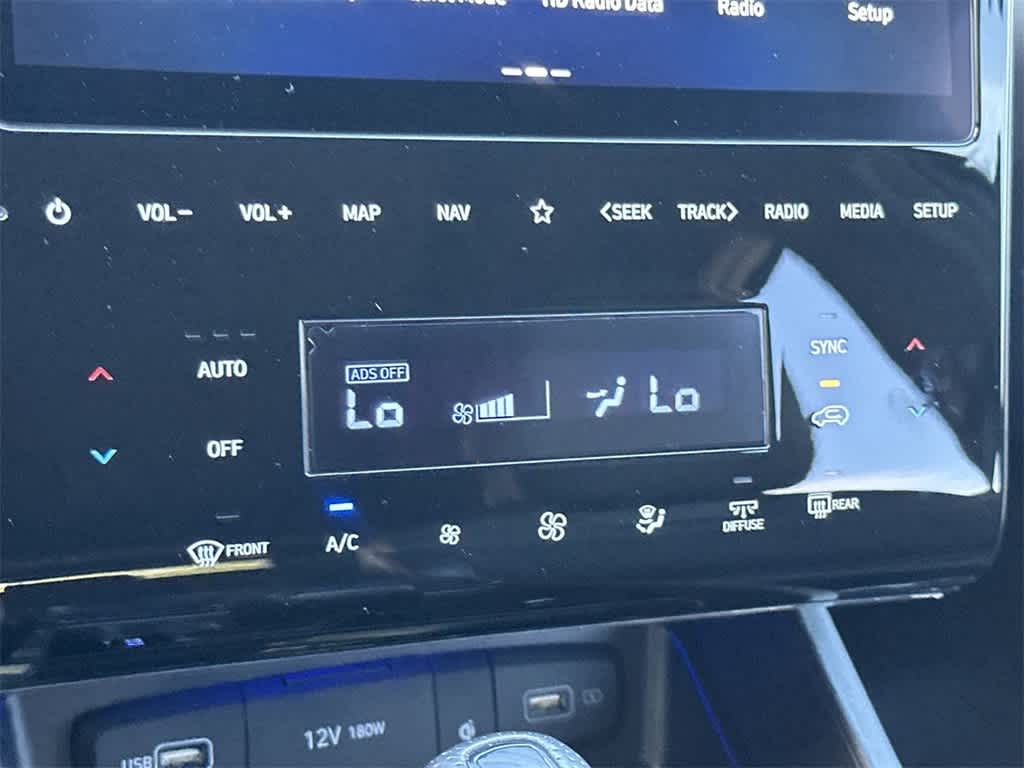 HD Radio Data
Radio
Setup
VOL−
VOL+
MAP
NAV
<SEEK
TRACK>
RADIO
MEDIA
SETUP
AUTO
OFF
ADS OFF
Lo
Lo
SYNC
FRONT
A/C
DIFFUSE
REAR
USB
12V 180W